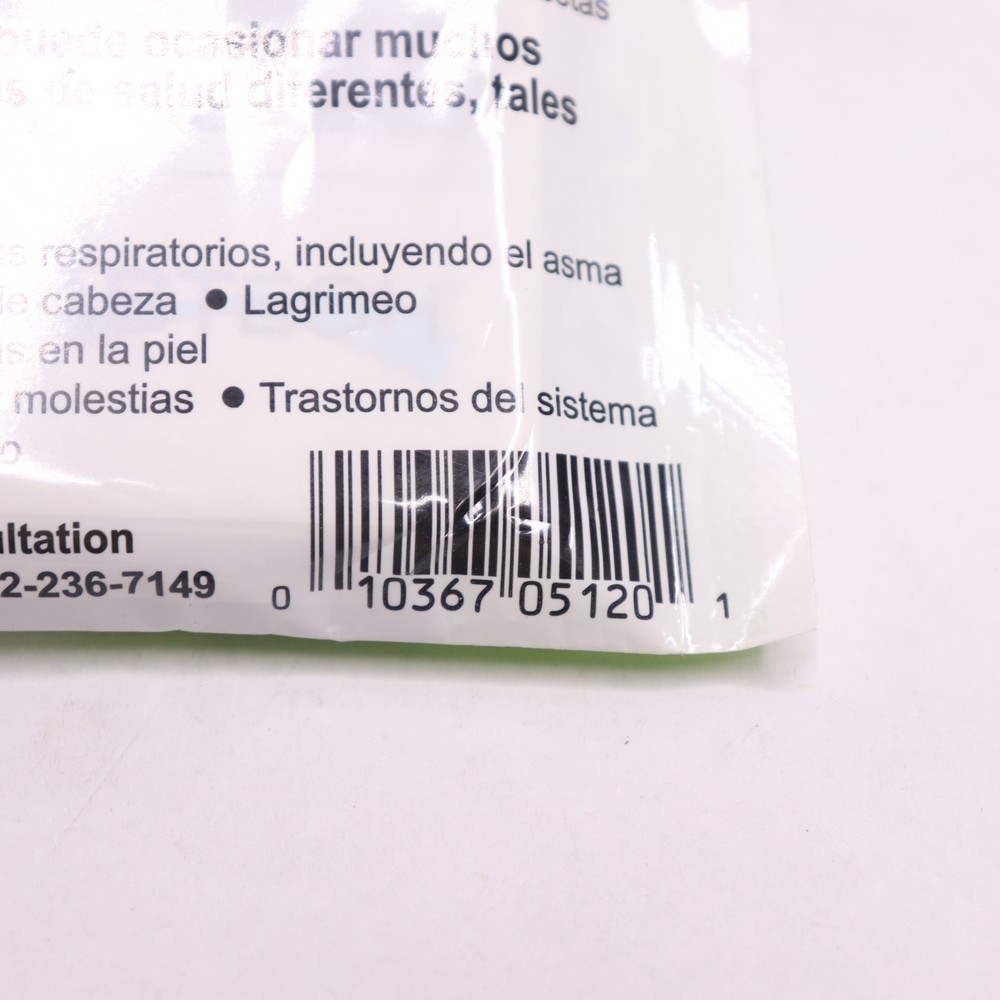 puede ocasionar muchos
s de salud diferentes, tales
s respiratorios, incluyendo el asma
de cabeza ● Lagrimeo
s en la piel
molestias ● Trastornos del sistema
o
ultation
2-236-7149
0 10367 05120 1